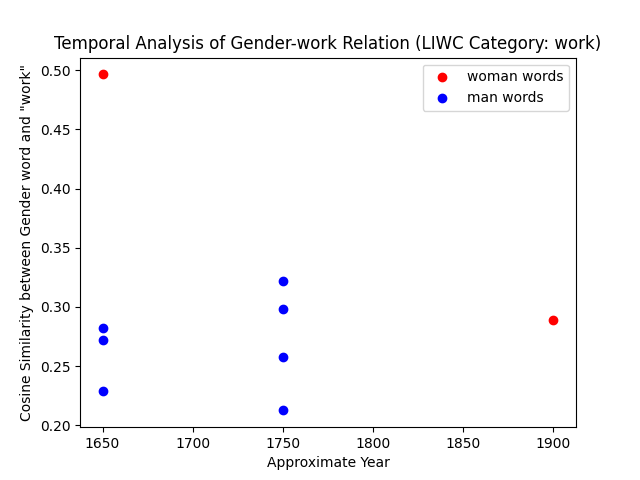 Temporal Analysis of Gender-work Relation (LIWC Category: work)
woman words
man words
Cosine Similarity between Gender word and "work"
0.50
0.45
0.40
0.35
0.30
0.25
0.20
1650 1700 1750 1800 1850 1900
Approximate Year